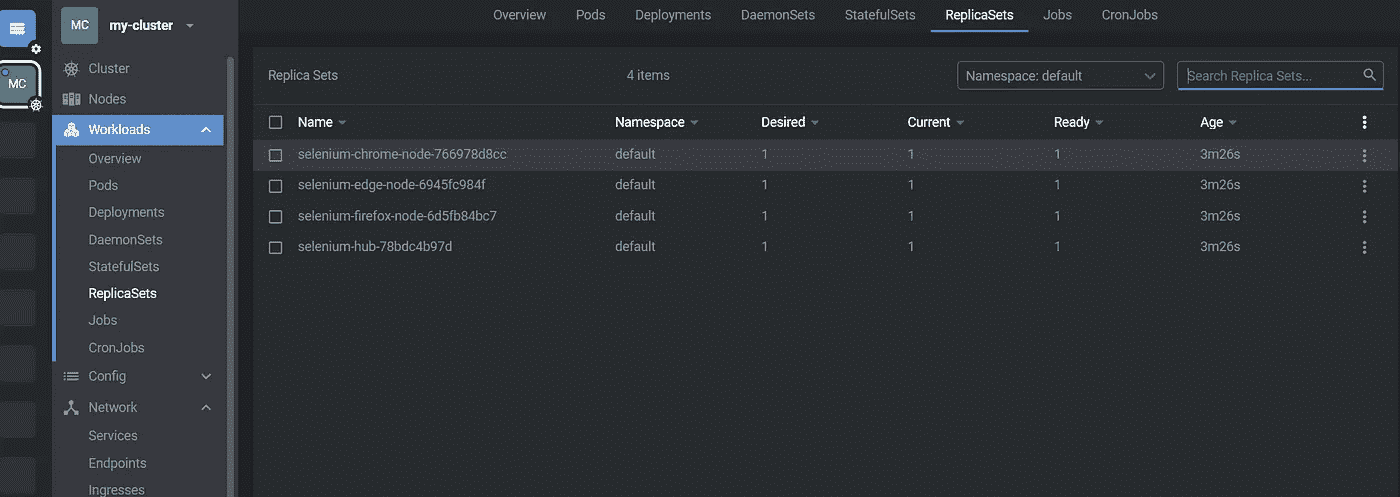 MC my-cluster
Overview Pods Deployments DaemonSets StatefulSets ReplicaSets Jobs CronJobs
MC
Cluster
Nodes
Workloads
Overview
Pods
Deployments
DaemonSets
StatefulSets
ReplicaSets
Jobs
CronJobs
Config
Network
Services
Endpoints
Ingresses
Replica Sets 4 items Namespace: default Search Replica Sets...
Name Namespace Desired Current Ready Age
selenium-chrome-node-766978d8cc default 1 1 1 3m26s
selenium-edge-node-6945fc984f default 1 1 1 3m26s
selenium-firefox-node-6d5fb84bc7 default 1 1 1 3m26s
selenium-hub-78bdc4b97d default 1 1 1 3m26s